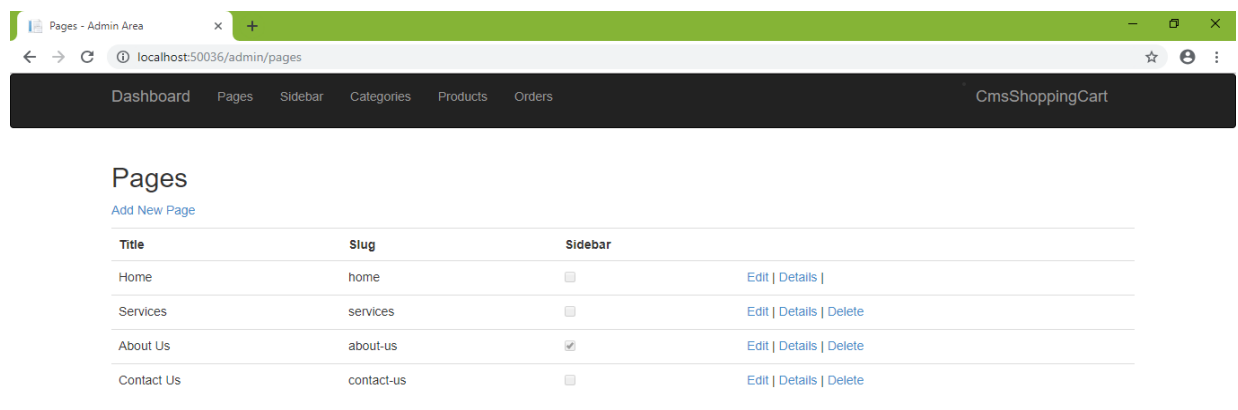 Pages - Admin Area
localhost:50036/admin/pages
Dashboard Pages Sidebar Categories Products Orders CmsShoppingCart
Pages
Add New Page
Title Slug Sidebar
Home home Edit | Details |
Services services Edit | Details | Delete
About Us about-us Edit | Details | Delete
Contact Us contact-us Edit | Details | Delete